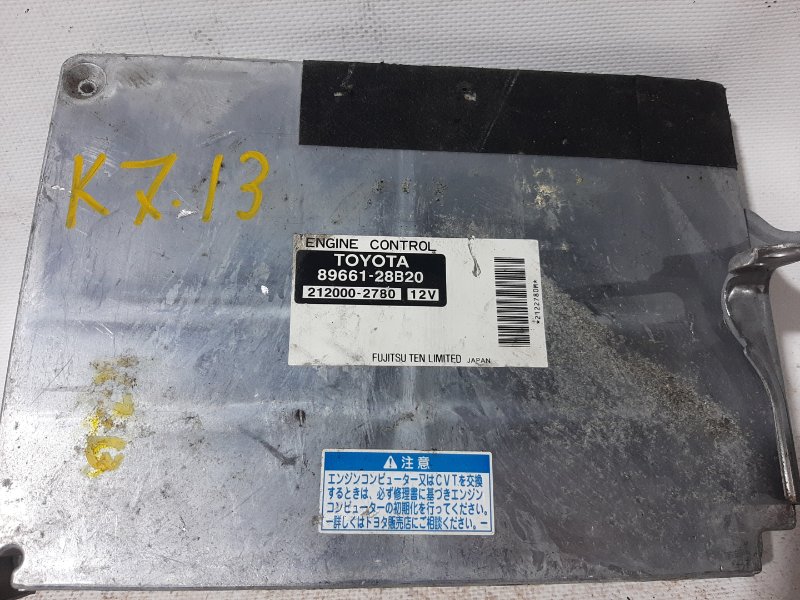 K7.13
ENGINE CONTROL
TOYOTA
89661-28B20
212000-2780 12V
*2122780M*
FUJITSU TEN LIMITED JAPAN
⚠注意
エンジンコンピューター又はCVTを交換
するときは、必ず修理書に基づきエンジン
コンピューターの初期化を行ってください。
ー詳しくはトヨタ販売店にご相談ください。ー